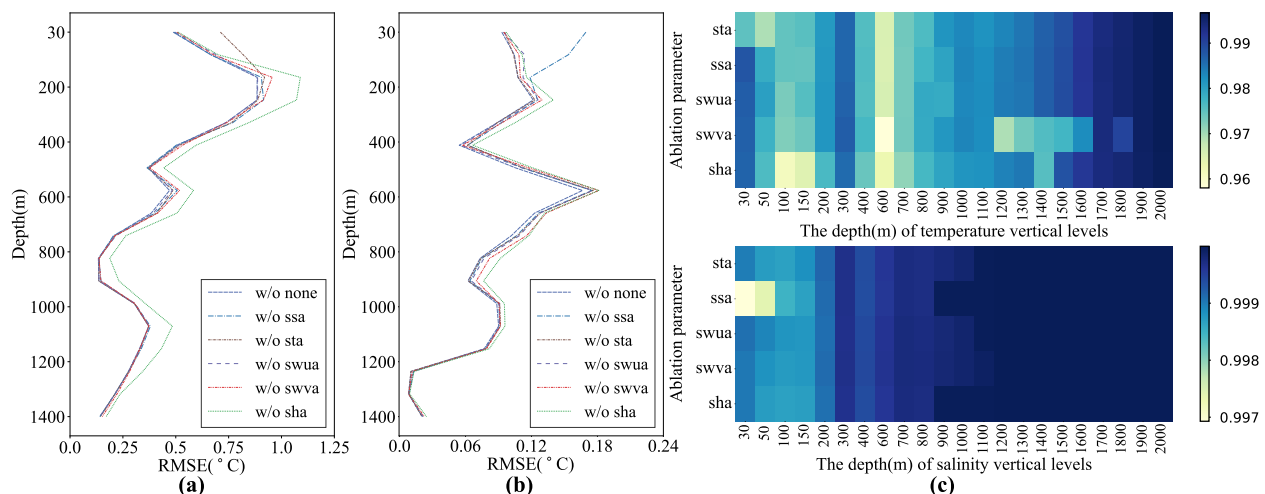 30
200
400
600
800
1000
1200
1400
Depth(m)
w/o none
w/o ssa
w/o sta
w/o swua
w/o swva
w/o sha
0
0.25
0.5
0.75
1.0
1.25
RMSE(°C)
(a)
30
200
400
600
800
1000
1200
1400
Depth(m)
w/o none
w/o ssa
w/o sta
w/o swua
w/o swva
w/o sha
0.00
0.06
0.12
0.18
0.24
RMSE(°C)
(b)
Ablation parameter
sta
ssa
swua
swva
sha
30 50 100 150 200 300 400 600 700 800 900 1000 1100 1200 1300 1400 1500 1600 1700 1800 1900 2000
The depth(m) of temperature vertical levels
0.99
0.98
0.97
0.96
Ablation parameter
sta
ssa
swua
swva
sha
30 50 100 150 200 300 400 600 700 800 900 1000 1100 1200 1300 1400 1500 1600 1700 1800 1900 2000
The depth(m) of salinity vertical levels
0.999
0.998
0.997
(c)